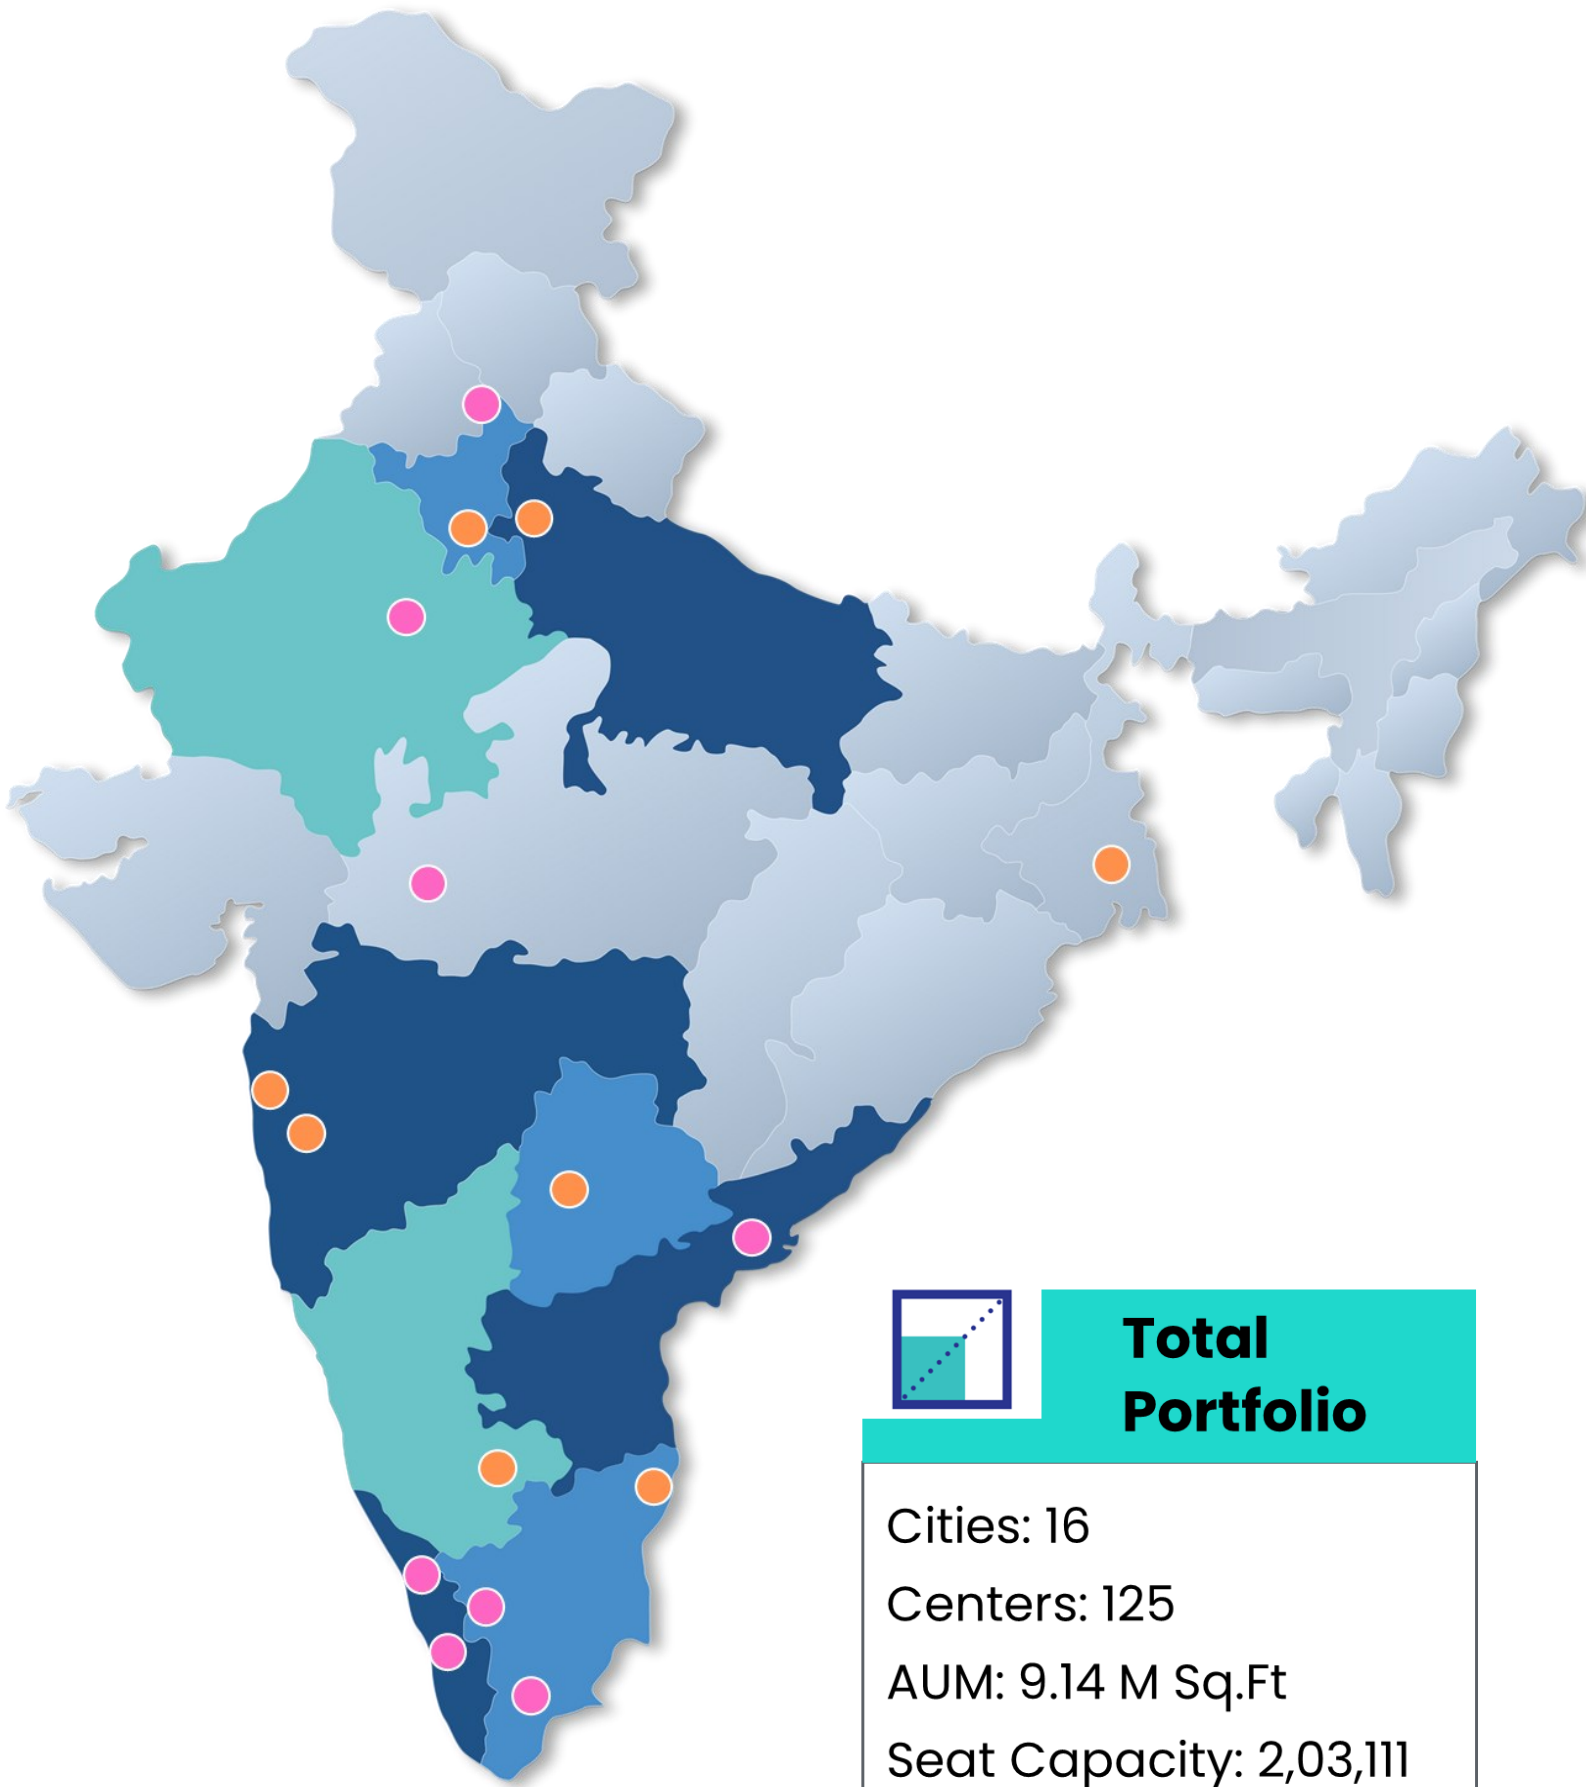 Total
Portfolio
Cities: 16
Centers: 125
AUM: 9.14 M Sq.Ft
Seat Capacity: 2,03,111